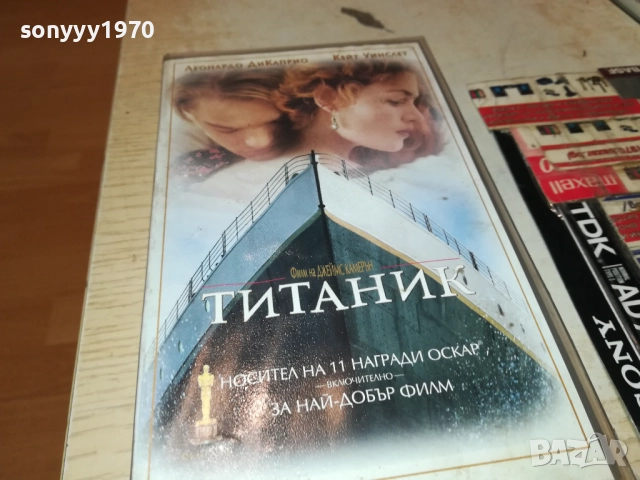 sonyyy1970
ЛЕОНАРДО ДИКАПРИО КЕЙТ УИНСЛЕТ
ФИЛМ НА ДЖЕЙМС КАМЕРЪН
ТИТАНИК
НОСИТЕЛ НА 11 НАГРАДИ ОСКАР
ВКЛЮЧИТЕЛНО
ЗА НАЙ-ДОБЪР ФИЛМ
maxell
TDK
AD
SONY
BAZAR